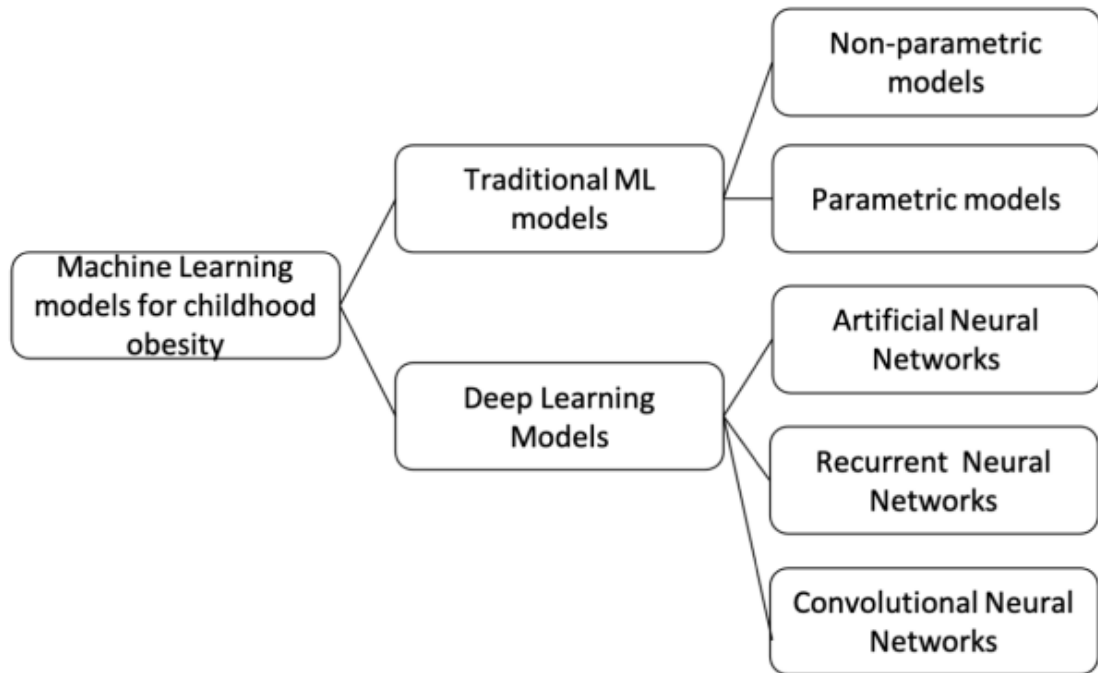 Machine Learning
models for childhood
obesity
Traditional ML
models
Deep Learning
Models
Non-parametric
models
Parametric models
Artificial Neural
Networks
Recurrent Neural
Networks
Convolutional Neural
Networks